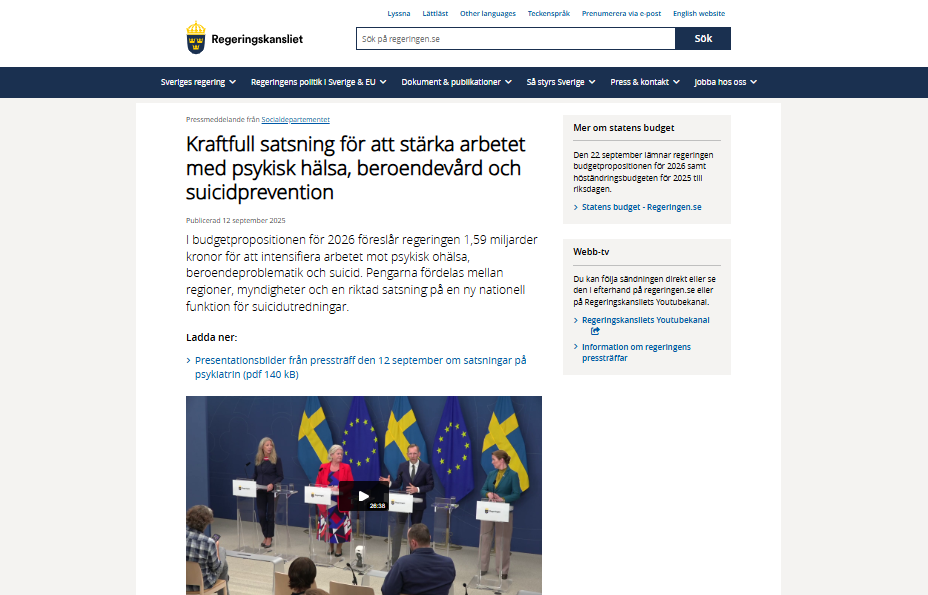 Lyssna Lättläst Other languages Teckenspråk Prenumerera via e-post English website
Regeringskansliet
Sök på regeringen.se
Sök
Sveriges regering Regeringens politik i Sverige & EU Dokument & publikationer Så styrs Sverige Press & kontakt Jobba hos oss
Pressmeddelande från Socialdepartementet
Kraftfull satsning för att stärka arbetet
med psykisk hälsa, beroendevård och
suicidprevention
Publicerad 12 september 2025
I budgetpropositionen för 2026 föreslår regeringen 1,59 miljarder
kronor för att intensifiera arbetet mot psykisk ohälsa,
beroendeproblematik och suicid. Pengarna fördelas mellan
regioner, myndigheter och en riktad satsning på en ny nationell
funktion för suicidutredningar.
Ladda ner:
Presentationsbilder från pressträff den 12 september om satsningar på
psykiatrin (pdf 140 kB)
26:38
Mer om statens budget
Den 22 september lämnar regeringen
budgetpropositionen för 2026 samt
höständringsbudgeten för 2025 till
riksdagen.
Statens budget - Regeringen.se
Webb-tv
Du kan följa sändningen direkt eller se
den i efterhand på regeringen.se eller
på Regeringskansliets Youtubekanal.
Regeringskansliets Youtubekanal
Information om regeringens
pressträffar